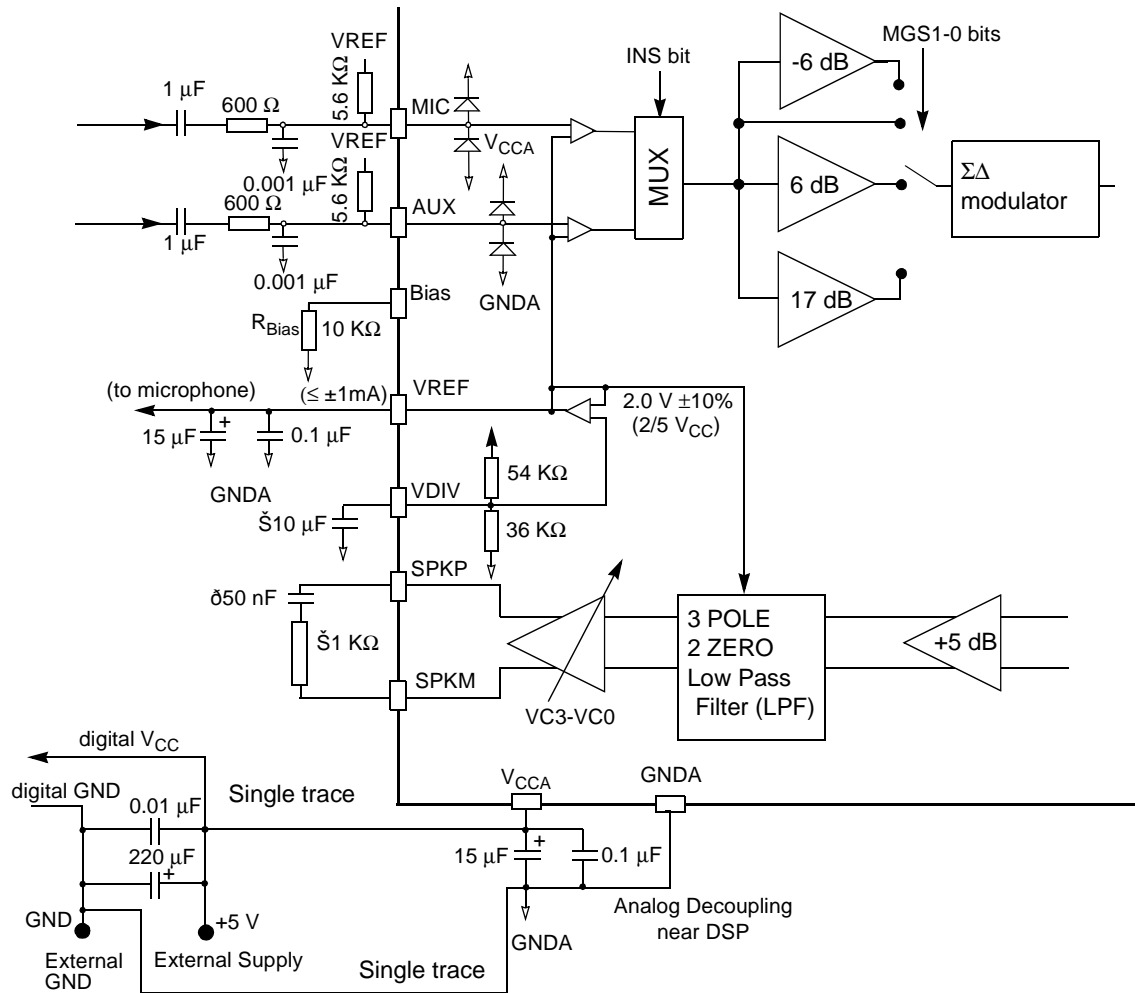 VREF
MGS1-0 bits
INS bit
-6 dB
1 μF
600 Ω
5.6 KΩ
MIC
VCCA
0.001 μF
VREF
5.6 KΩ
MUX
6 dB
ΣΔ
modulator
600 Ω
AUX
1 μF
0.001 μF
GNDA
17 dB
Bias
RBias
10 KΩ
(to microphone)
(≤ ±1mA)
VREF
2.0 V ±10%
(2/5 VCC)
15 μF
+
0.1 μF
GNDA
54 KΩ
VDIV
Š10 μF
36 KΩ
SPKP
ð50 nF
Š1 KΩ
SPKM
VC3-VC0
3 POLE
2 ZERO
Low Pass
Filter (LPF)
+5 dB
digital VCC
digital GND
0.01 μF
Single trace
VCCA
GNDA
220 μF
+
15 μF
+
0.1 μF
GND
+5 V
GNDA
Analog Decoupling
near DSP
External
GND
External Supply
Single trace